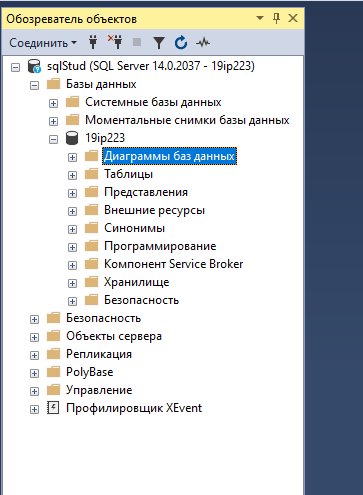 Обозреватель объектов
Соединить
sqlStud (SQL Server 14.0.2037 - 19ip223)
Базы данных
Системные базы данных
Моментальные снимки базы данных
19ip223
Диаграммы баз данных
Таблицы
Представления
Внешние ресурсы
Синонимы
Программирование
Компонент Service Broker
Хранилище
Безопасность
Безопасность
Объекты сервера
Репликация
PolyBase
Управление
Профилировщик XEvent